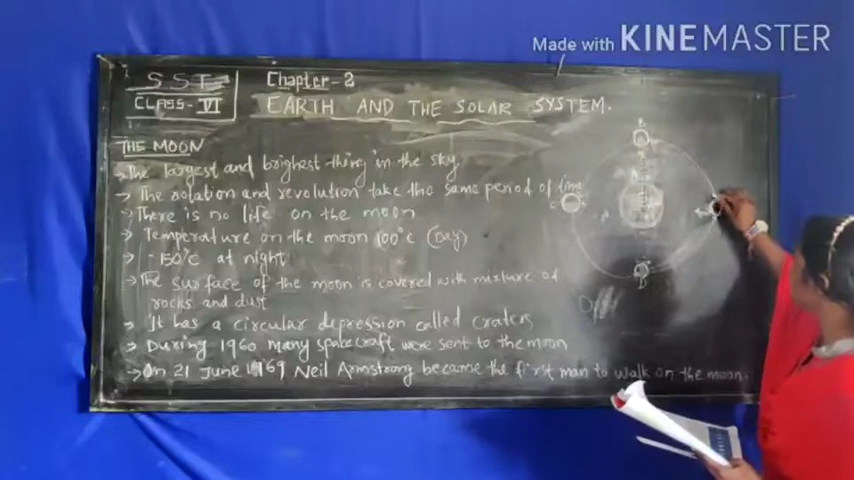 Made with KINEMASTER
SST
CLASS-VI
Chapter-2
EARTH AND THE SOLAR SYSTEM.
THE MOON
→ The largest and brightest thing in the sky.
→ The rotation and revolution take the same period of time
→ There is no life on the moon
→ Temperature on the moon 100°C (Day)
→ -150°C at night
→ The surface of the moon is covered with mixture of
rocks and dust
→ It has a circular depression called craters
→ During 1960 many space craft were sent to the moon
→ On 21 June 1969 Neil Armstrong became the first man to walk on the moon.